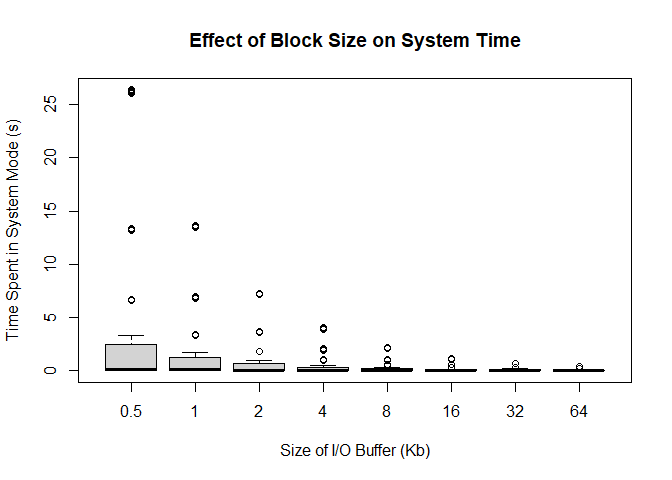 Effect of Block Size on System Time
Time Spent in System Mode (s)
25
20
15
10
5
0
0.5 1 2 4 8 16 32 64
Size of I/O Buffer (Kb)